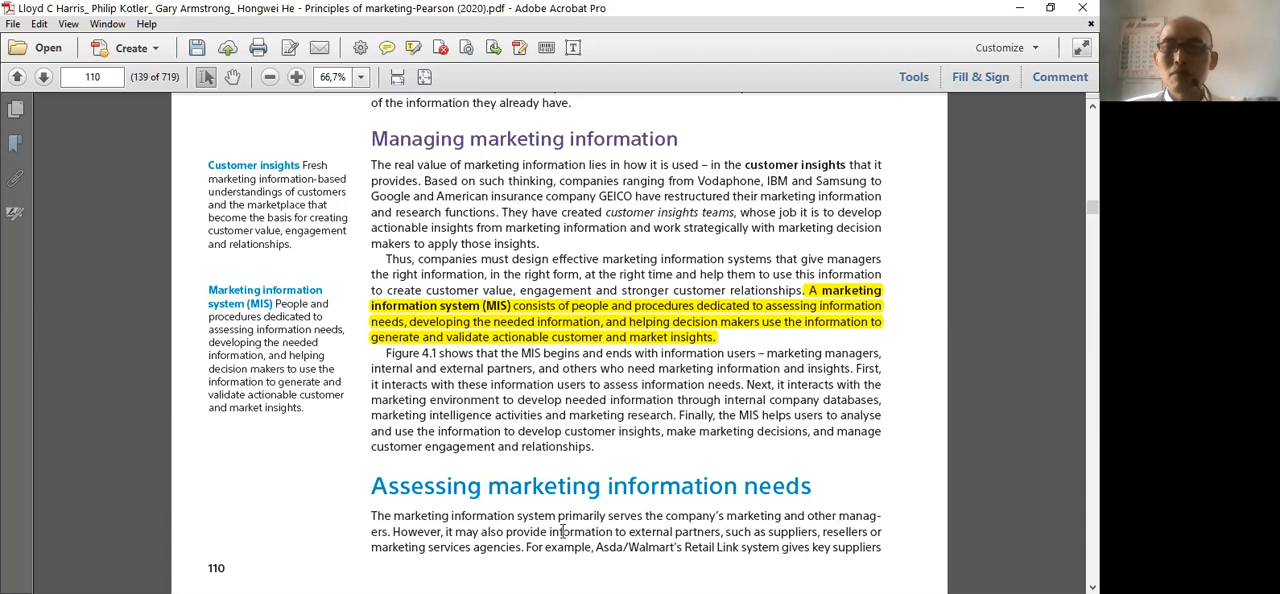 Lloyd C Harris_ Philip Kotler_ Gary Armstrong_ Hongwei He - Principles of marketing-Pearson (2020).pdf - Adobe Acrobat Pro
File Edit View Window Help
Open Create Customize
110 (139 of 719) 66,7% Tools Fill & Sign Comment
of the information they already have.
Managing marketing information
Customer insights Fresh
marketing information-based
understandings of customers
and the marketplace that
become the basis for creating
customer value, engagement
and relationships.
The real value of marketing information lies in how it is used – in the customer insights that it
provides. Based on such thinking, companies ranging from Vodaphone, IBM and Samsung to
Google and American insurance company GEICO have restructured their marketing information
and research functions. They have created customer insights teams, whose job it is to develop
actionable insights from marketing information and work strategically with marketing decision
makers to apply those insights.
Thus, companies must design effective marketing information systems that give managers
the right information, in the right form, at the right time and help them to use this information
to create customer value, engagement and stronger customer relationships. A marketing
information system (MIS) consists of people and procedures dedicated to assessing information
needs, developing the needed information, and helping decision makers use the information to
generate and validate actionable customer and market insights.
Marketing information
system (MIS) People and
procedures dedicated to
assessing information needs,
developing the needed
information, and helping
decision makers to use the
information to generate and
validate actionable customer
and market insights.
Figure 4.1 shows that the MIS begins and ends with information users – marketing managers,
internal and external partners, and others who need marketing information and insights. First,
it interacts with these information users to assess information needs. Next, it interacts with the
marketing environment to develop needed information through internal company databases,
marketing intelligence activities and marketing research. Finally, the MIS helps users to analyse
and use the information to develop customer insights, make marketing decisions, and manage
customer engagement and relationships.
Assessing marketing information needs
The marketing information system primarily serves the company's marketing and other manag-
ers. However, it may also provide information to external partners, such as suppliers, resellers or
marketing services agencies. For example, Asda/Walmart's Retail Link system gives key suppliers
110